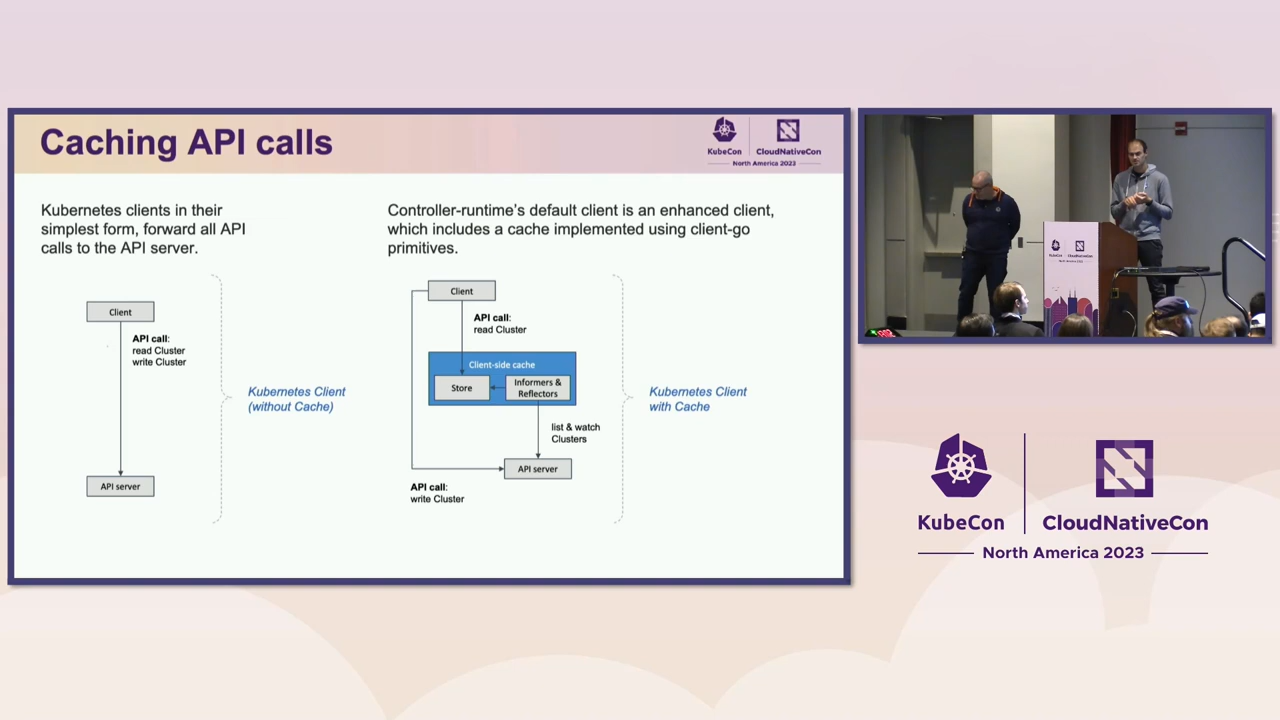 Caching API calls
KubeCon
CloudNativeCon
North America 2023
Kubernetes clients in their
simplest form, forward all API
calls to the API server.
Client
API call:
read Cluster
write Cluster
API server
Kubernetes Client
(without Cache)
Controller-runtime's default client is an enhanced client,
which includes a cache implemented using client-go
primitives.
Client
API call:
read Cluster
Client-side cache
Store
Informers &
Reflectors
list & watch
Clusters
API server
API call:
write Cluster
Kubernetes Client
with Cache
KubeCon
CloudNativeCon
North America 2023